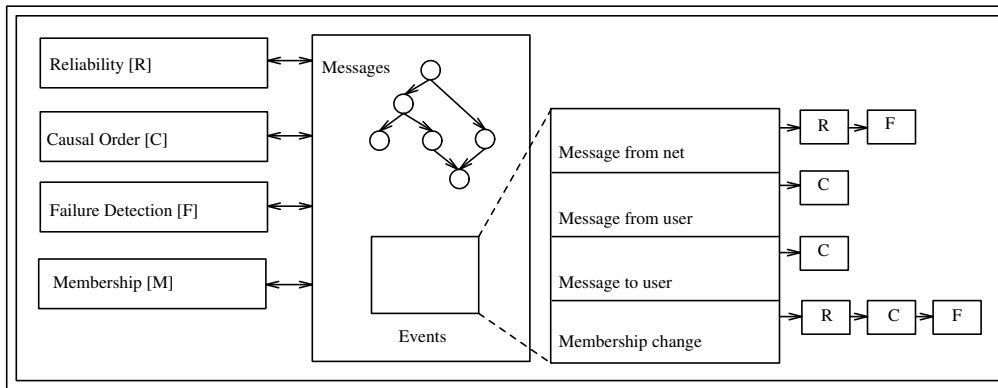 Reliability [R]
Causal Order [C]
Failure Detection [F]
Membership [M]
Messages
Events
Message from net
R F
Message from user
C
Message to user
C
Membership change
R C F